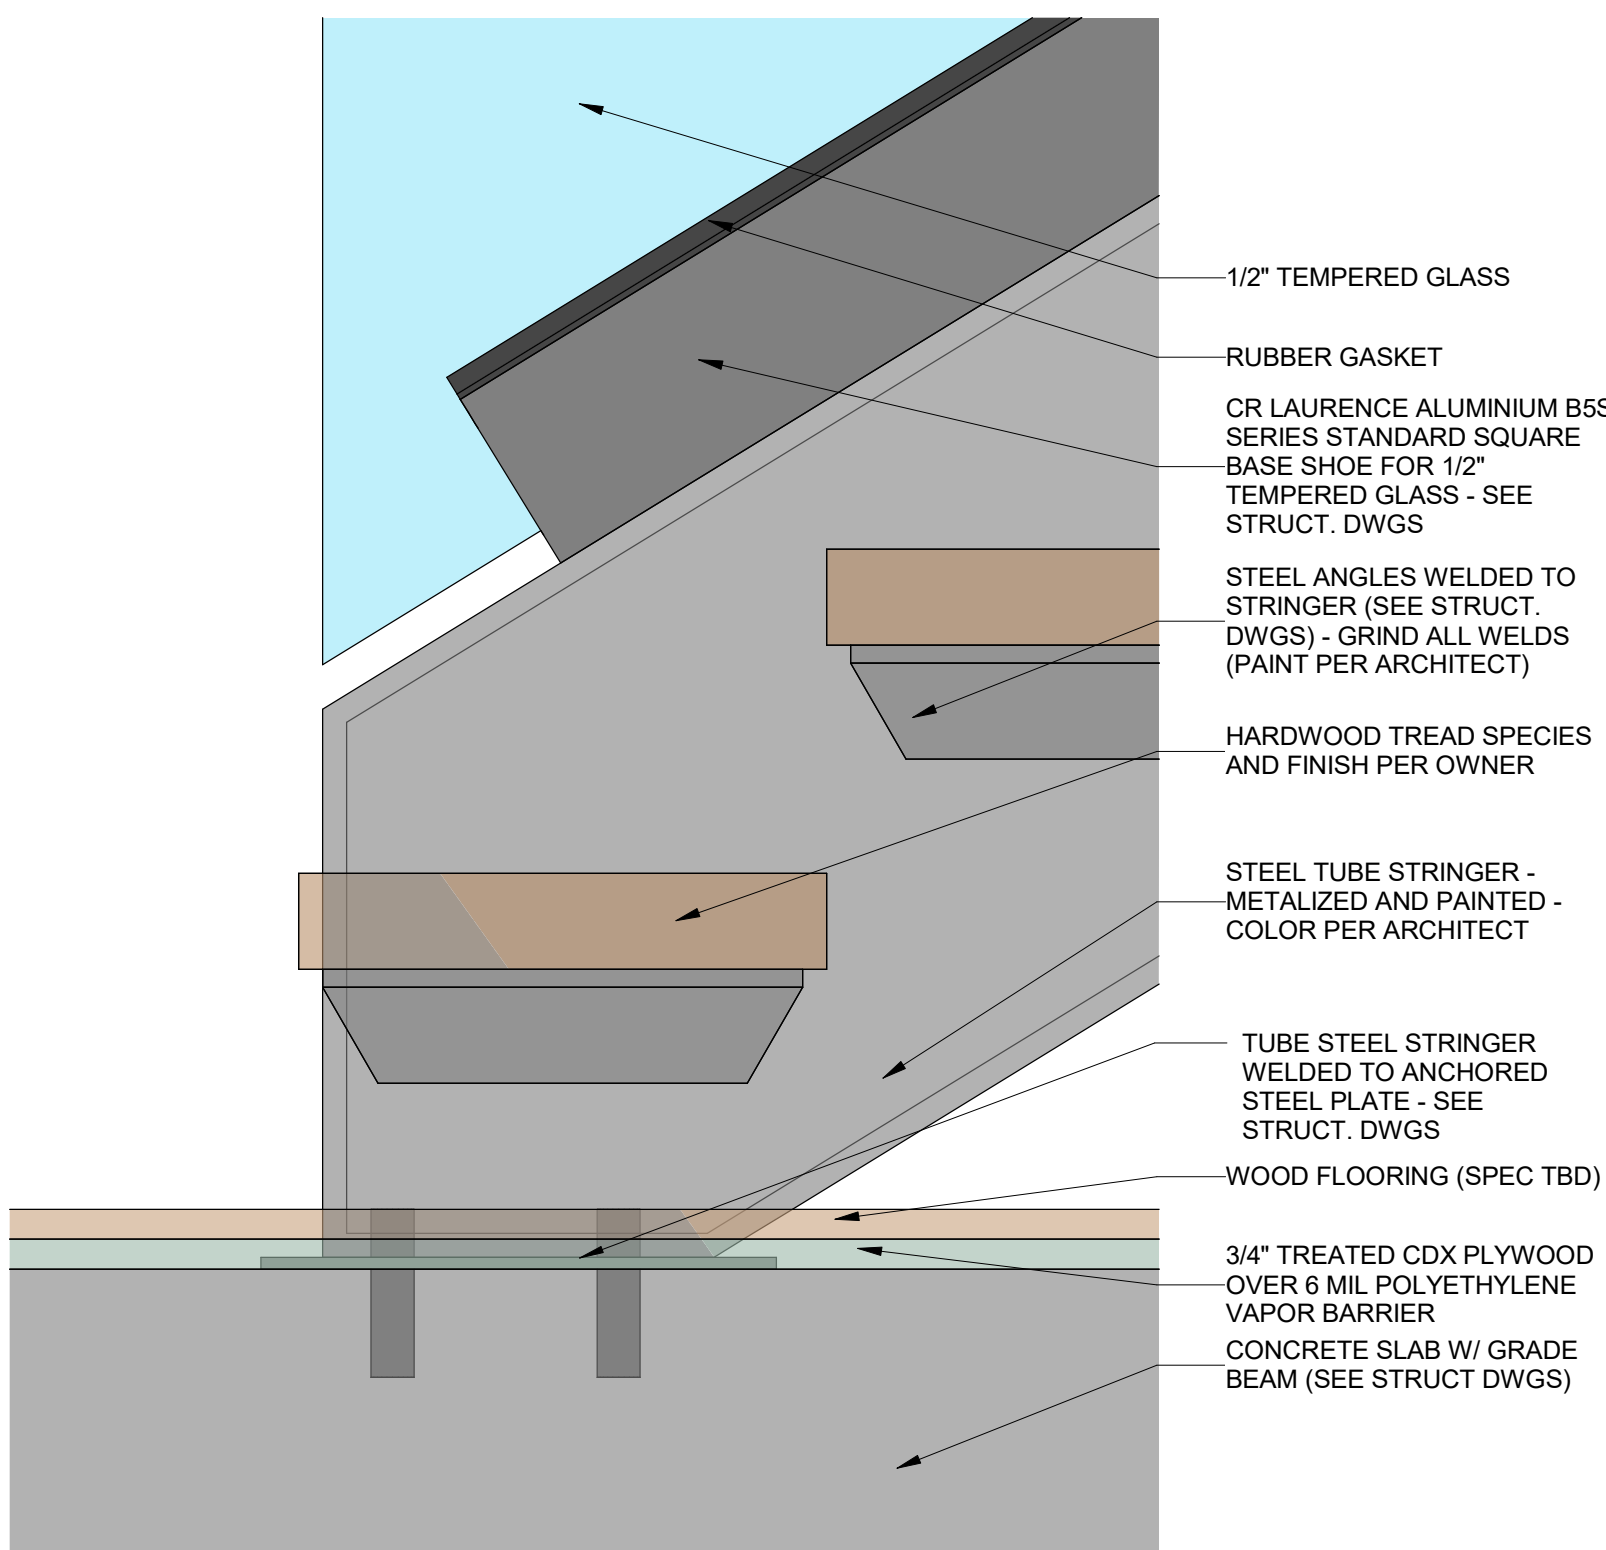 1/2" TEMPERED GLASS
RUBBER GASKET
CR LAURENCE ALUMINIUM B5S
SERIES STANDARD SQUARE
BASE SHOE FOR 1/2"
TEMPERED GLASS - SEE
STRUCT. DWGS
STEEL ANGLES WELDED TO
STRINGER (SEE STRUCT.
DWGS) - GRIND ALL WELDS
(PAINT PER ARCHITECT)
HARDWOOD TREAD SPECIES
AND FINISH PER OWNER
STEEL TUBE STRINGER -
METALIZED AND PAINTED -
COLOR PER ARCHITECT
TUBE STEEL STRINGER
WELDED TO ANCHORED
STEEL PLATE - SEE
STRUCT. DWGS
WOOD FLOORING (SPEC TBD)
3/4" TREATED CDX PLYWOOD
OVER 6 MIL POLYETHYLENE
VAPOR BARRIER
CONCRETE SLAB W/ GRADE
BEAM (SEE STRUCT DWGS)